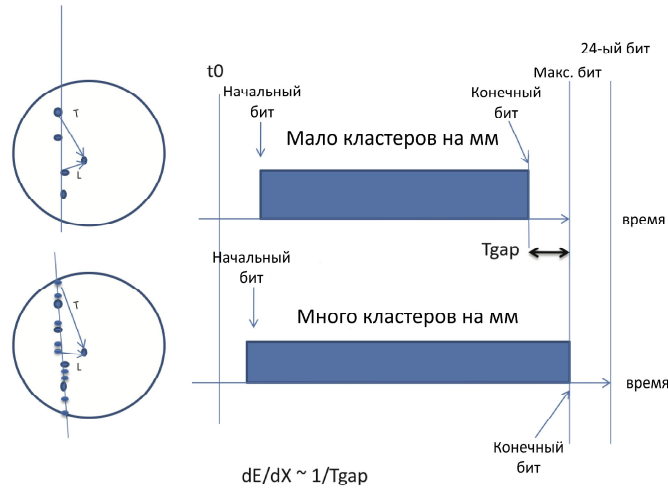 24-ый бит
Макс. бит
t0
Начальный
бит
Конечный
бит
Мало кластеров на мм
T
L
время
Tgap
Начальный
бит
Много кластеров на мм
T
L
время
Конечный
бит
dE/dX ~ 1/Tgap